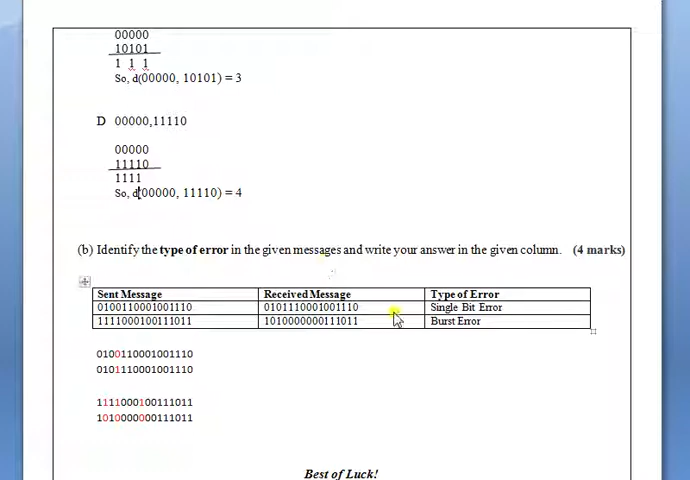 00000
10101
1 1 1
So, d(00000, 10101) = 3
D 00000,11110
00000
11110
1111
So, d(00000, 11110) = 4
(b) Identify the type of error in the given messages and write your answer in the given column. (4 marks)
Sent Message Received Message Type of Error
0100110001001110 0101110001001110 Single Bit Error
1111000100111011 1010000000111011 Burst Error
0100110001001110
0101110001001110
1111000100111011
1010000000111011
Best of Luck!